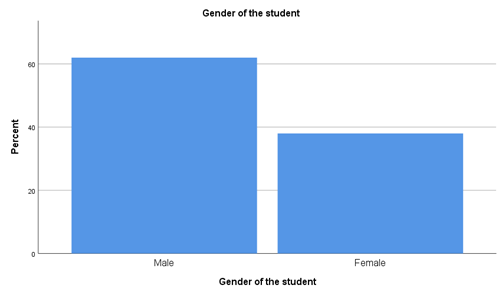 Gender of the student
Percent
60
40
20
0
Male Female
Gender of the student